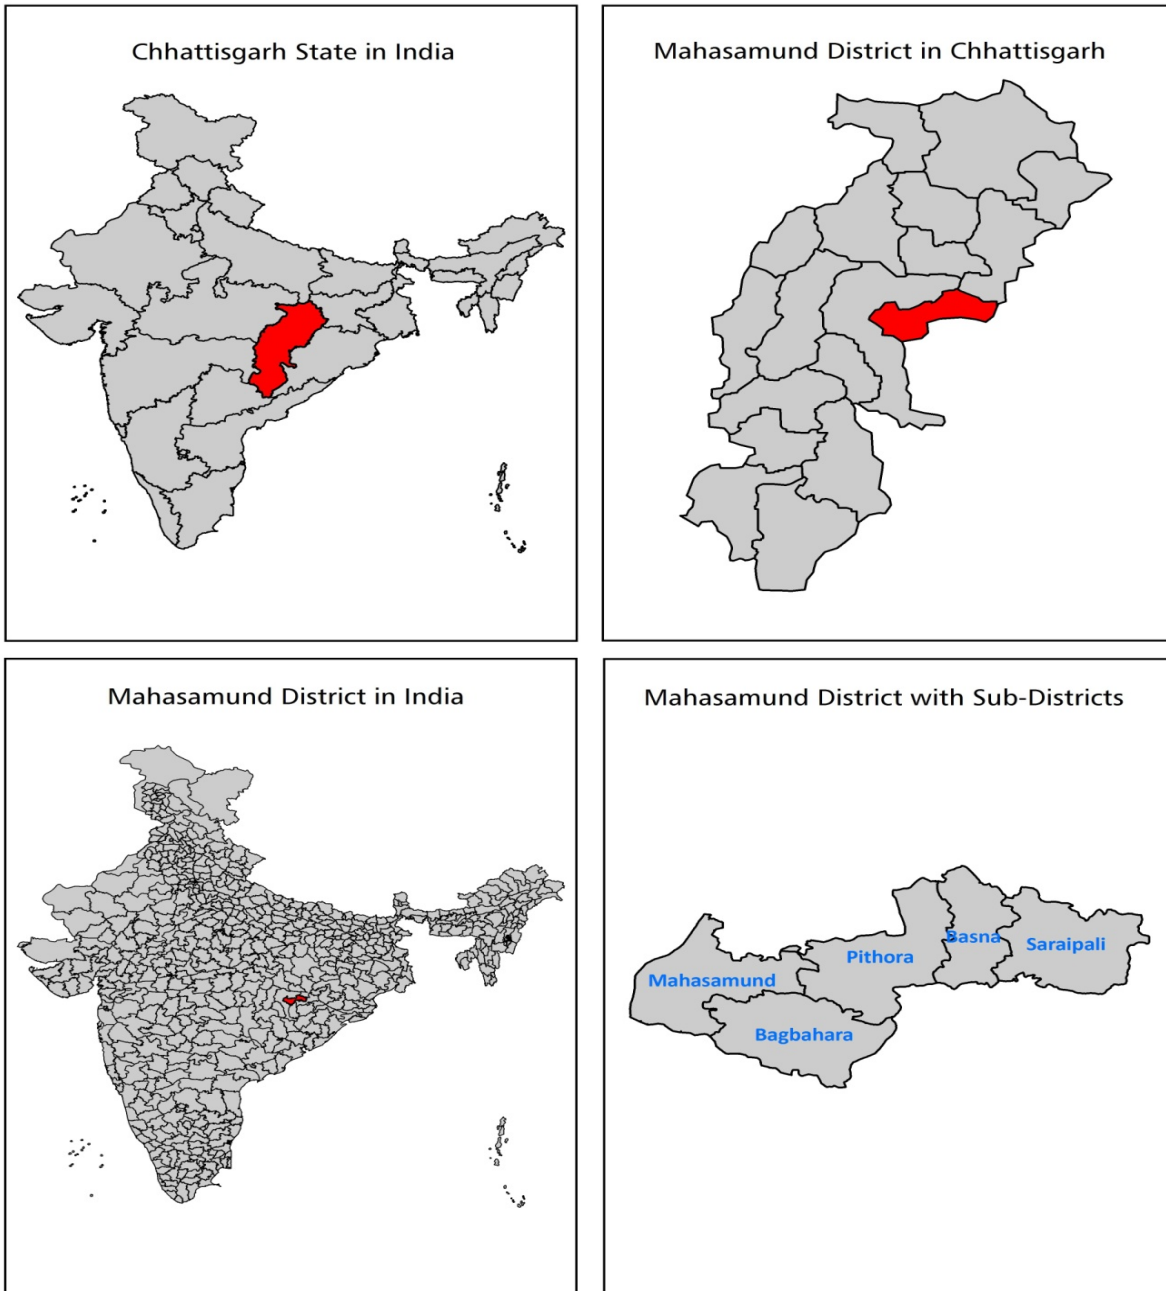 Chhattisgarh State in India
Mahasamund District in Chhattisgarh
Mahasamund District in India
Mahasamund District with Sub-Districts
Basna
Saraipali
Pithora
Mahasamund
Bagbahara